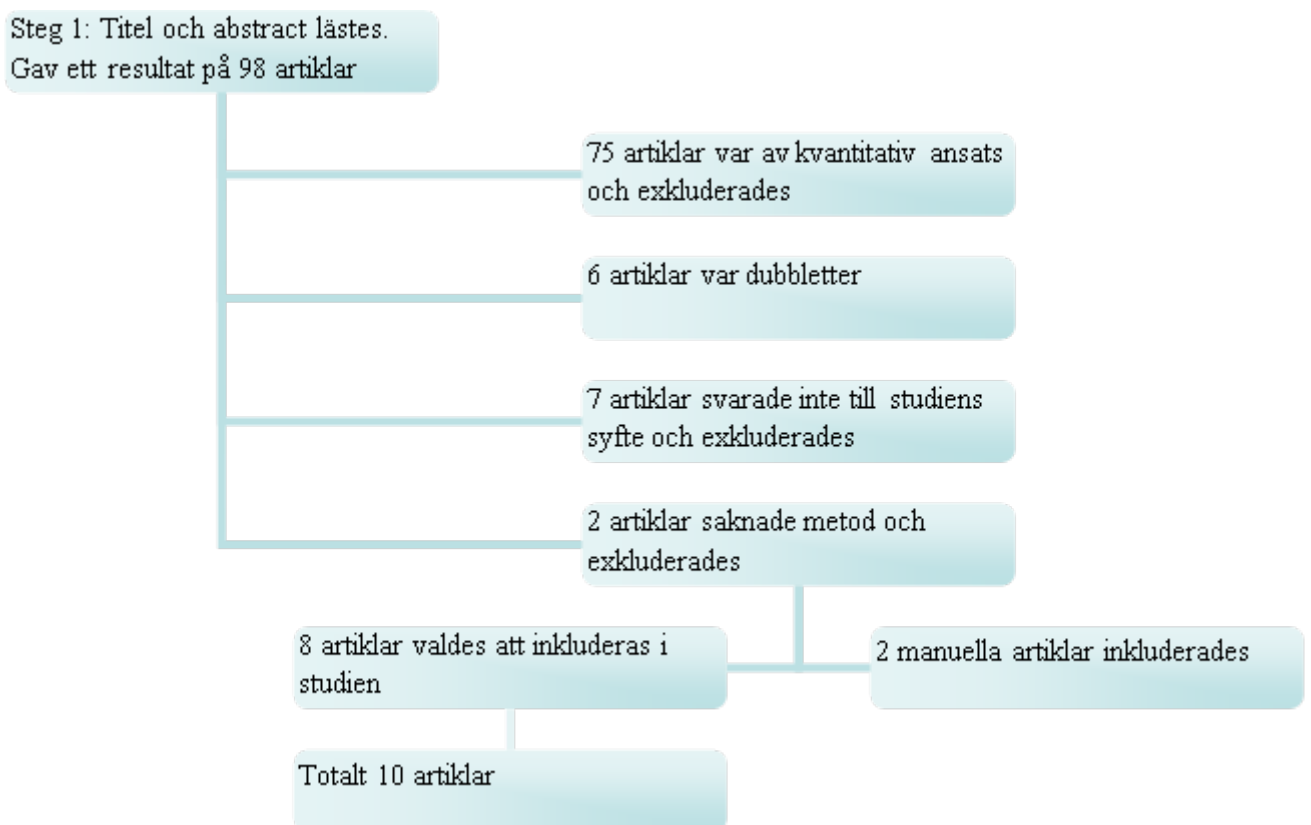 Steg 1: Titel och abstract lästes.
Gav ett resultat på 98 artiklar
75 artiklar var av kvantitativ ansats
och exkluderades
6 artiklar var dubbletter
7 artiklar svarade inte till studiens
syfte och exkluderades
2 artiklar saknade metod och
exkluderades
8 artiklar valdes att inkluderas i
studien
2 manuella artiklar inkluderades
Totalt 10 artiklar